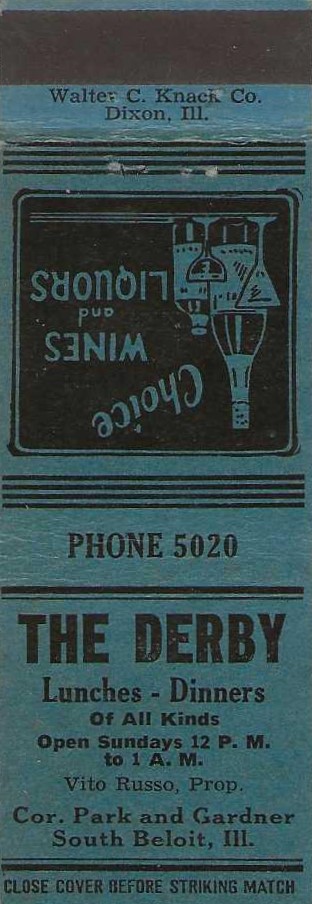 Walter C. Knack Co.
Dixon, Ill.
Choice
WINES
and
LIQUORS
PHONE 5020
THE DERBY
Lunches - Dinners
Of All Kinds
Open Sundays 12 P. M.
to 1 A. M.
Vito Russo, Prop.
Cor. Park and Gardner
South Beloit, Ill.
CLOSE COVER BEFORE STRIKING MATCH